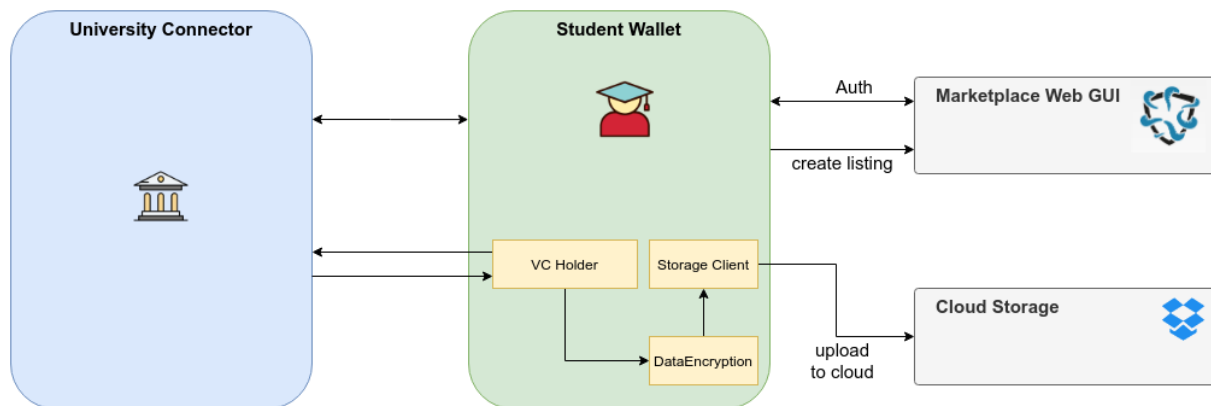 University Connector
Student Wallet
Auth
Marketplace Web GUI
create listing
VC Holder
Storage Client
Cloud Storage
DataEncryption
upload
to cloud